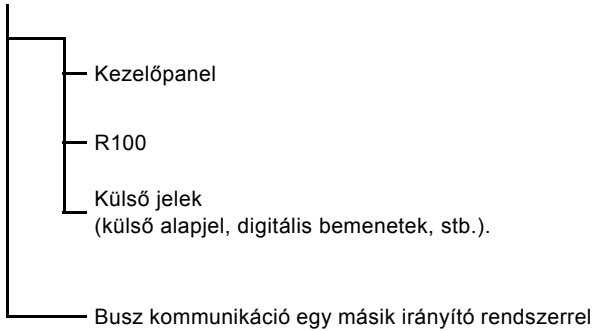 Kezelőpanel
R100
Külső jelek
(külső alapjel, digitális bemenetek, stb.).
Busz kommunikáció egy másik irányító rendszerrel